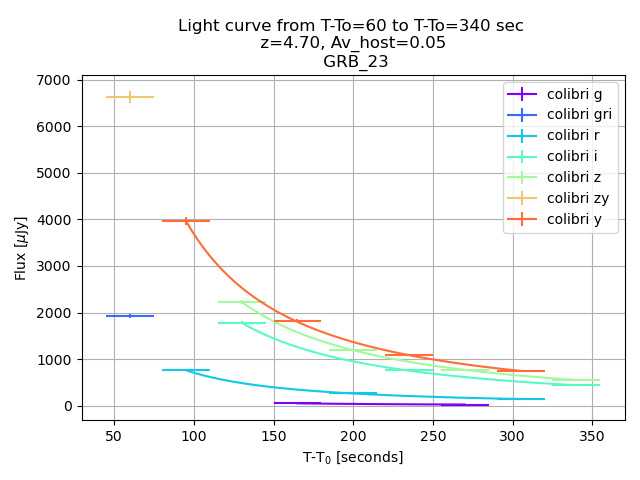 Light curve from T-To=60 to T-To=340 sec
z=4.70, Av_host=0.05
GRB_23
7000
6000
5000
4000
3000
2000
1000
0
Flux [μJy]
colibri g
colibri gri
colibri r
colibri i
colibri z
colibri zy
colibri y
50 100 150 200 250 300 350
T-T₀ [seconds]